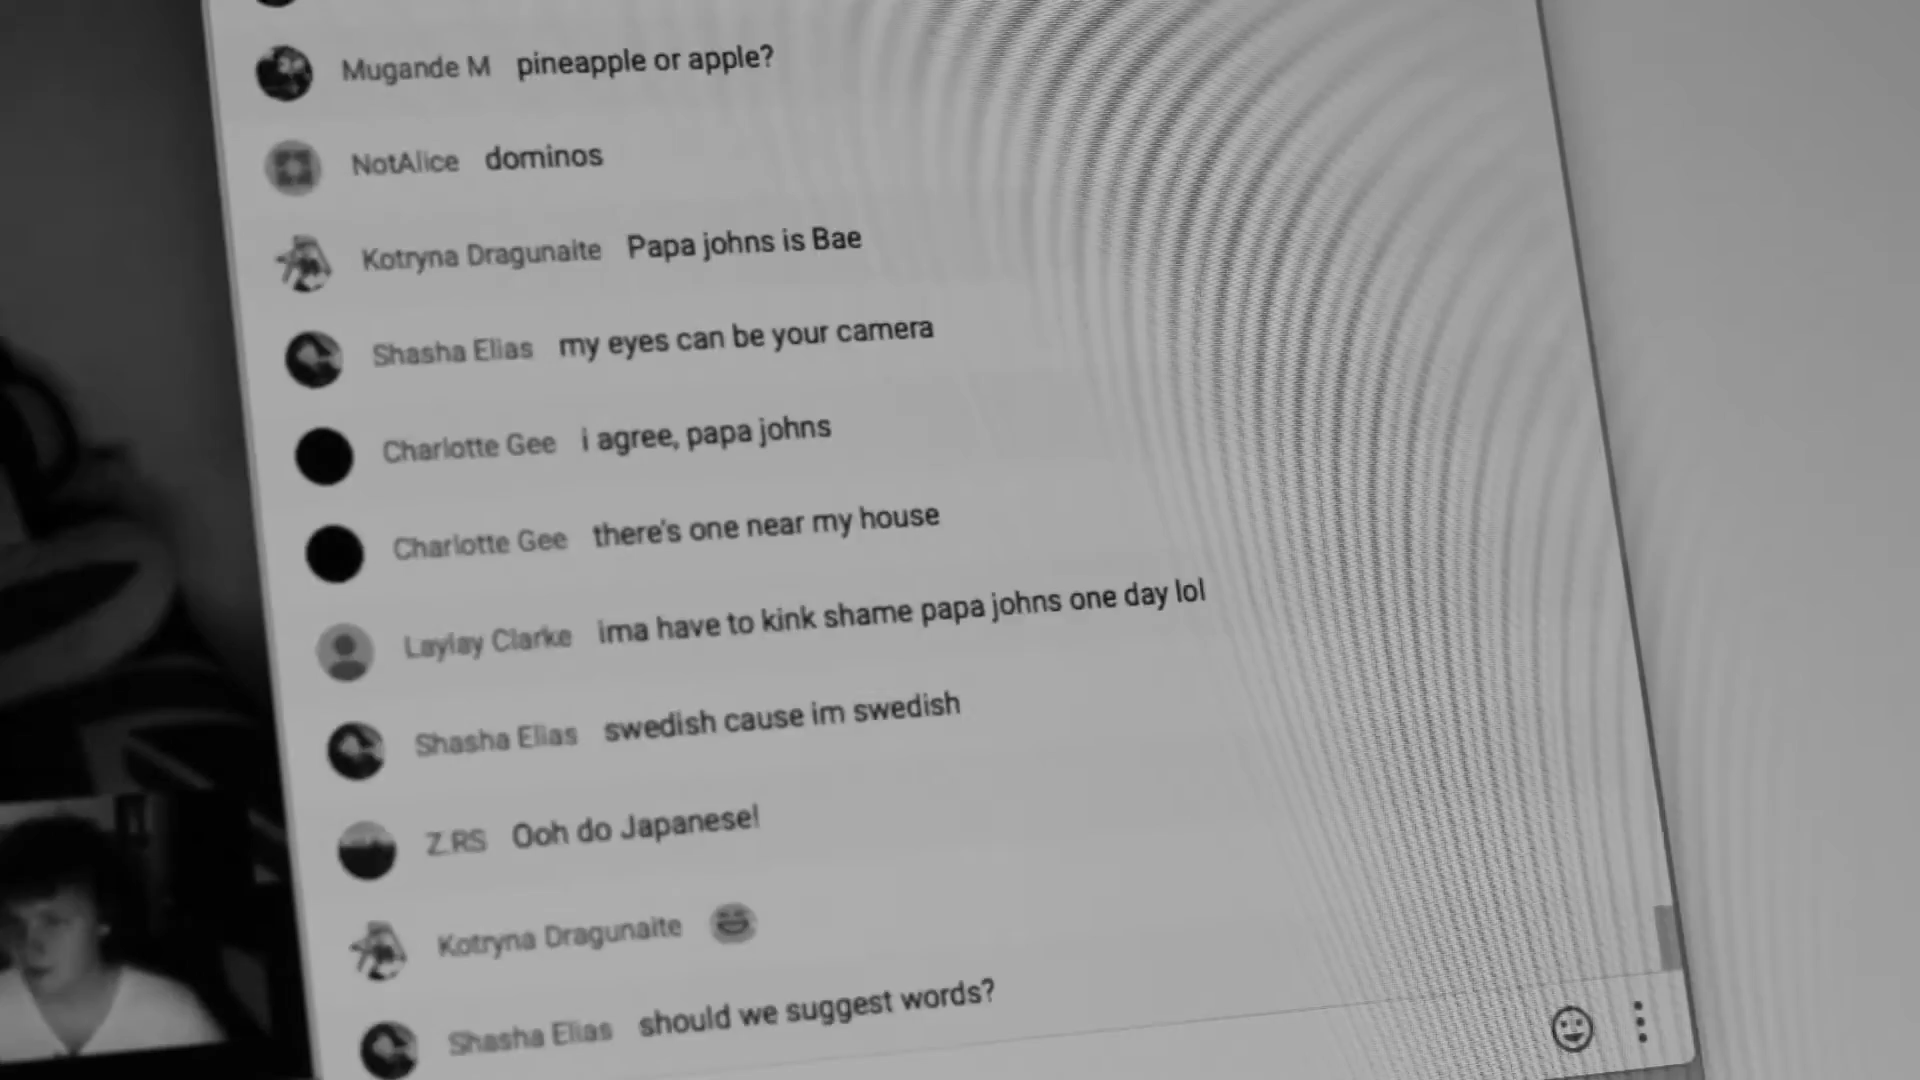 Mugande M pineapple or apple?
NotAlice dominos
Kotryna Dragunaite Papa johns is Bae
Shasha Elias my eyes can be your camera
Charlotte Gee i agree, papa johns
Charlotte Gee there's one near my house
Laylay Clarke ima have to kink shame papa johns one day lol
Shasha Elias swedish cause im swedish
Z.RS Ooh do Japanese!
Kotryna Dragunaite 😆
Shasha Elias should we suggest words?